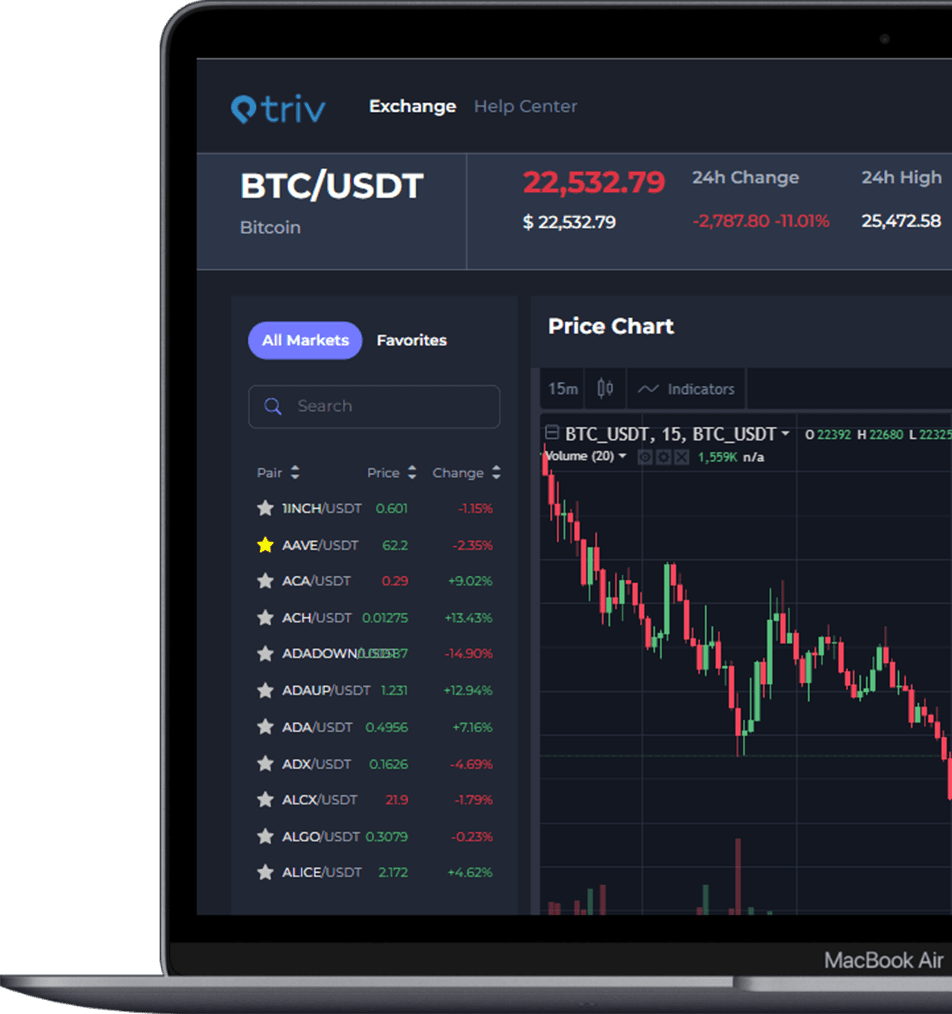 triv Exchange Help Center
BTC/USDT 22,532.79 24h Change 24h High
Bitcoin $ 22,532.79 -2,787.80 -11.01% 25,472.58
All Markets Favorites
Price Chart
Search
15m Indicators
BTC_USDT, 15, BTC_USDT O 22392 H 22680 L 22325
Volume (20) 1,559K n/a
Pair Price Change
1INCH/USDT 0.601 -1.15%
AAVE/USDT 62.2 -2.35%
ACA/USDT 0.29 +9.02%
ACH/USDT 0.01275 +13.43%
ADADOWN/USDT -14.90%
ADAUP/USDT 1.231 +12.94%
ADA/USDT 0.4956 +7.16%
ADX/USDT 0.1626 -4.69%
ALCX/USDT 21.9 -1.79%
ALGO/USDT 0.3079 -0.23%
ALICE/USDT 2.172 +4.62%
MacBook Air